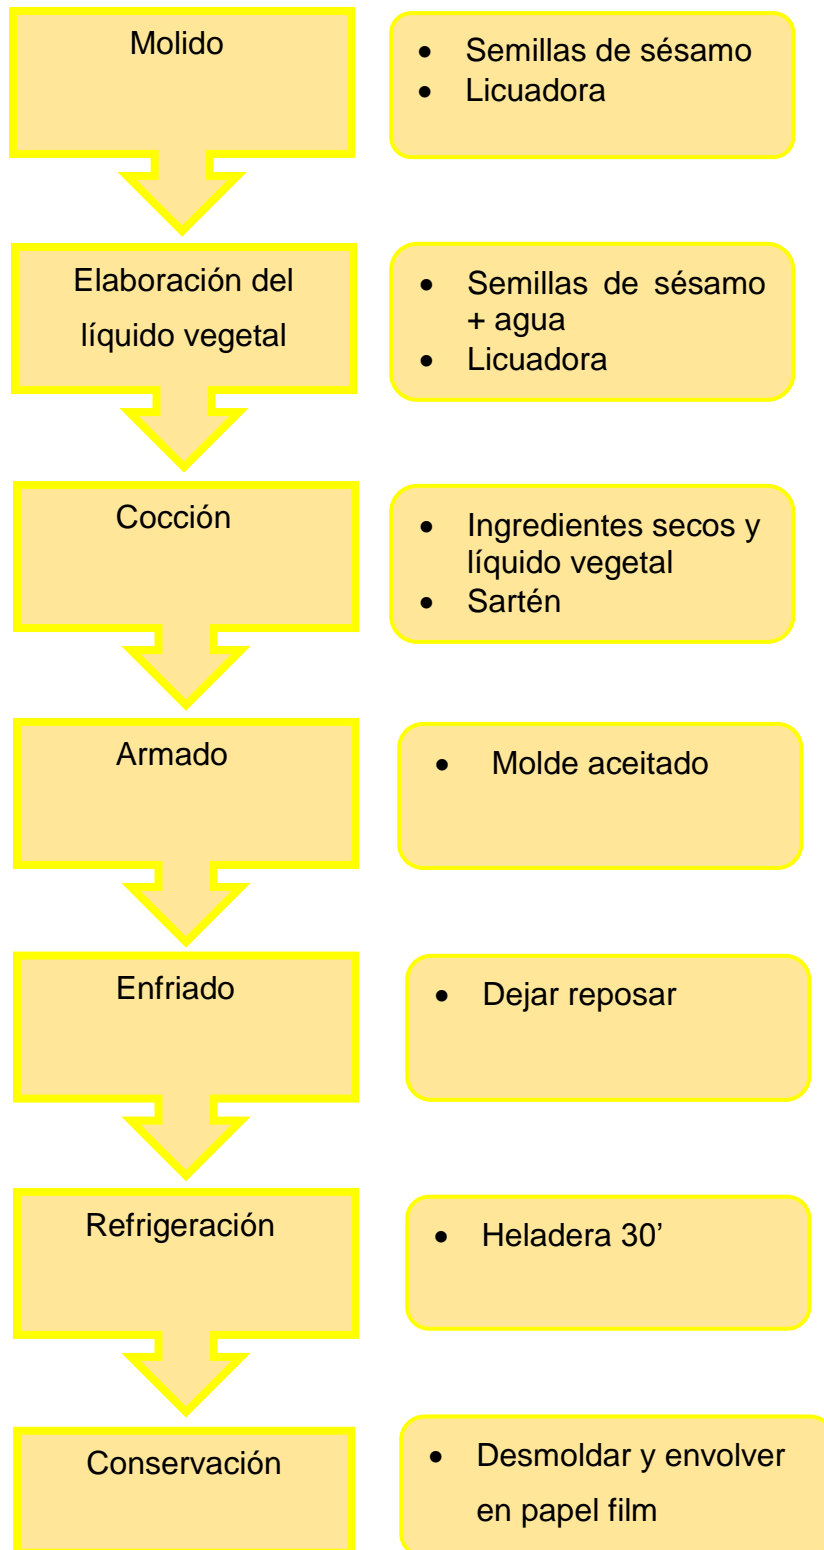 Molido
• Semillas de sésamo
• Licuadora
Elaboración del
líquido vegetal
• Semillas de sésamo
+ agua
• Licuadora
Cocción
• Ingredientes secos y
líquido vegetal
• Sartén
Armado
• Molde aceitado
Enfriado
• Dejar reposar
Refrigeración
• Heladera 30’
Conservación
• Desmoldar y envolver
en papel film